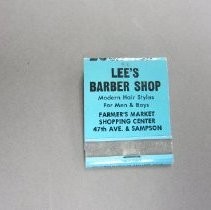 LEE'S
BARBER SHOP
Modern Hair Styles
For Men & Boys
FARMER'S MARKET
SHOPPING CENTER
47th AVE. & SAMPSON